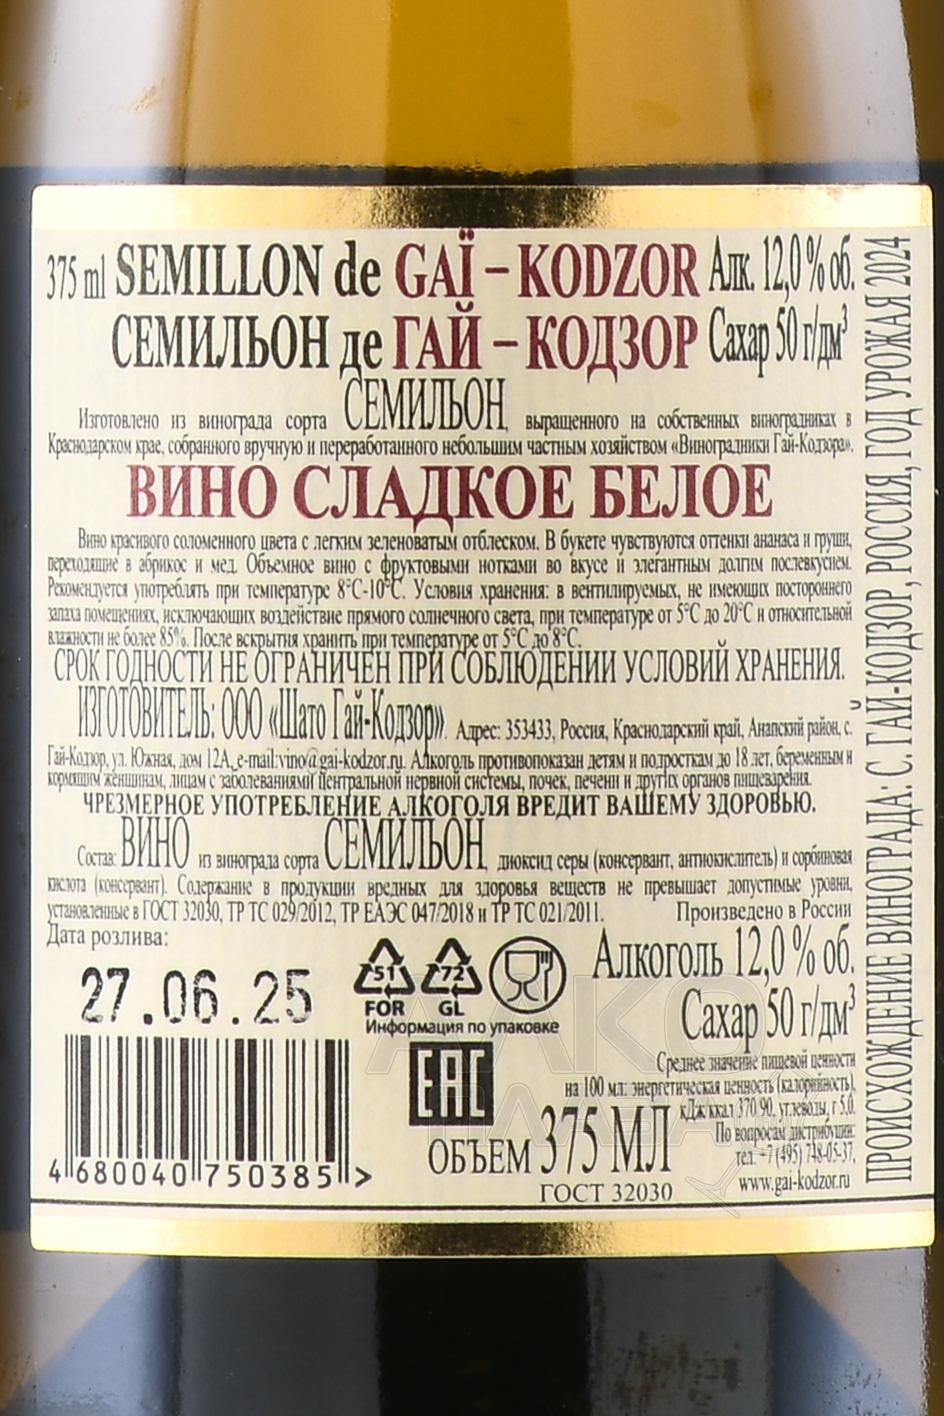 375 ml SEMILLON de GAÏ – KODZOR Алк. 12,0 % об.
СЕМИЛЬОН де ГАЙ – КОДЗОР Сахар 50 г/дм³
Изготовлено из винограда сорта СЕМИЛЬОН, выращенного на собственных виноградниках в
Краснодарском крае, собранного вручную и переработанного небольшим частным хозяйством «Виноградники Гай-Кодзора».
ВИНО СЛАДКОЕ БЕЛОЕ
Вино красивого соломенного цвета с легким зеленоватым отблеском. В букете чувствуются оттенки ананаса и груши,
переходящие в абрикос и мед. Объемное вино с фруктовыми нотками во вкусе и элегантным долгим послевкусием.
Рекомендуется употреблять при температуре 8°С-10°С. Условия хранения: в вентилируемых, не имеющих постороннего
запаха помещениях, исключающих воздействие прямого солнечного света, при температуре от 5°С до 20°С и относительной
влажности не более 85%. После вскрытия хранить при температуре от 5°С до 8°С.
СРОК ГОДНОСТИ НЕ ОГРАНИЧЕН ПРИ СОБЛЮДЕНИИ УСЛОВИЙ ХРАНЕНИЯ.
ИЗГОТОВИТЕЛЬ: ООО «Шато Гай-Кодзор». Адрес: 353433, Россия, Краснодарский край, Анапский район, с.
Гай-Кодзор, ул. Южная, дом 12А, e-mail:vino@gai-kodzor.ru. Алкоголь противопоказан детям и подросткам до 18 лет, беременным и
кормящим женщинам, лицам с заболеваниями центральной нервной системы, почек, печени и других органов пищеварения.
ЧРЕЗМЕРНОЕ УПОТРЕБЛЕНИЕ АЛКОГОЛЯ ВРЕДИТ ВАШЕМУ ЗДОРОВЬЮ.
Состав: ВИНО из винограда сорта СЕМИЛЬОН, диоксид серы (консервант, антиокислитель) и сорбиновая
кислота (консервант). Содержание в продукции вредных для здоровья веществ не превышает допустимые уровни,
установленные в ГОСТ 32030, ТР ТС 029/2012, ТР ЕАЭС 047/2018 и ТР ТС 021/2011. Произведено в России
Дата розлива:
27.06.25
51 FOR
72 GL
Информация по упаковке
Алкоголь 12,0 % об.
Сахар 50 г/дм³
EAC
ОБЪЕМ 375 МЛ
ГОСТ 32030
Среднее значение пищевой ценности
на 100 мл: энергетическая ценность (калорийность),
кДж/ккал 370/90, углеводы, г 5,0.
По вопросам дистрибуции:
тел. +7 (495) 748-05-37,
www.gai-kodzor.ru
4 680040 750385 >
ПРОИСХОЖДЕНИЕ ВИНОГРАДА: С. ГАЙ-КОДЗОР, РОССИЯ, ГОД УРОЖАЯ 2024